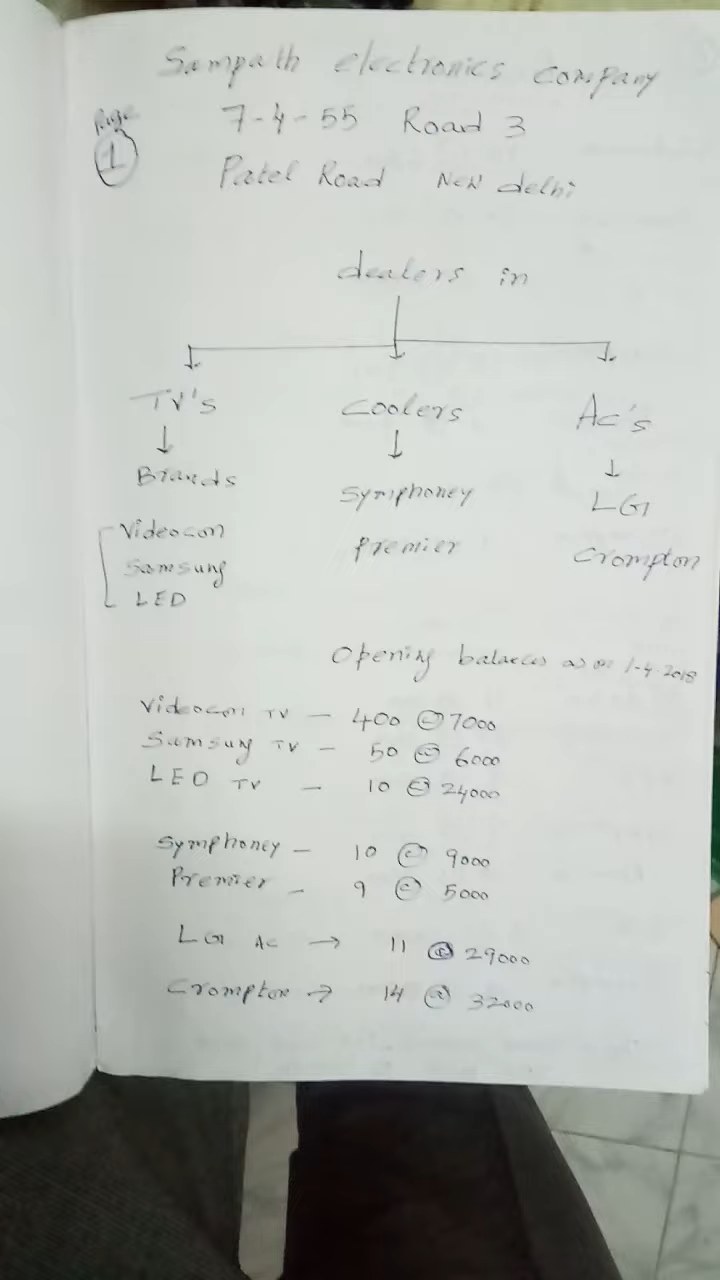 Sampath electronics company
Page
1
7-4-55 Road 3
Patel Road New delhi
dealers in
TV's Coolers Ac's
Brands Symphoney LG
Videocon Premier Crompton
Samsung
LED
Opening balances as on 1-4-2018
Videocon TV - 400 @ 7000
Samsung TV - 50 @ 6000
LED TV - 10 @ 24000
Symphoney - 10 @ 9000
Premier - 9 @ 5000
LG AC → 11 @ 29000
Crompton → 14 @ 32000